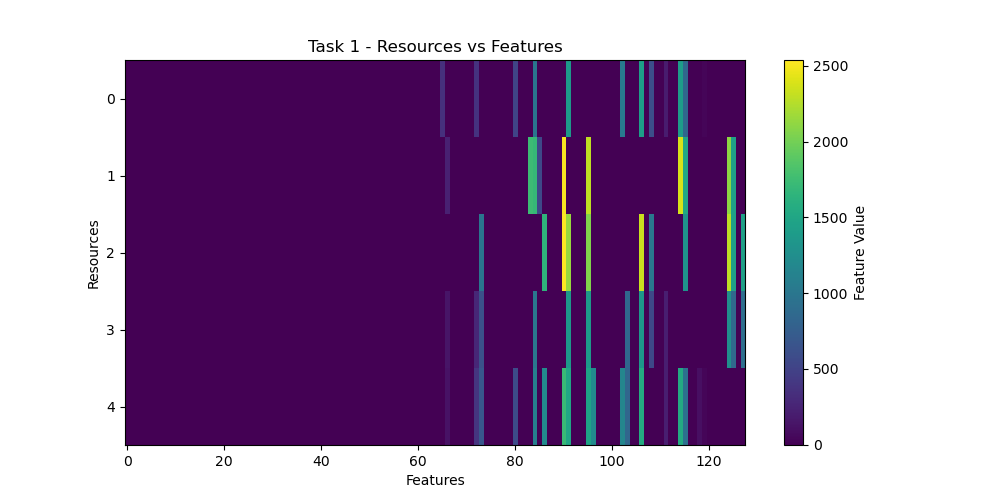 Task 1 - Resources vs Features
Resources
0
1
2
3
4
0 20 40 60 80 100 120
Features
2500
2000
1500
1000
500
0
Feature Value